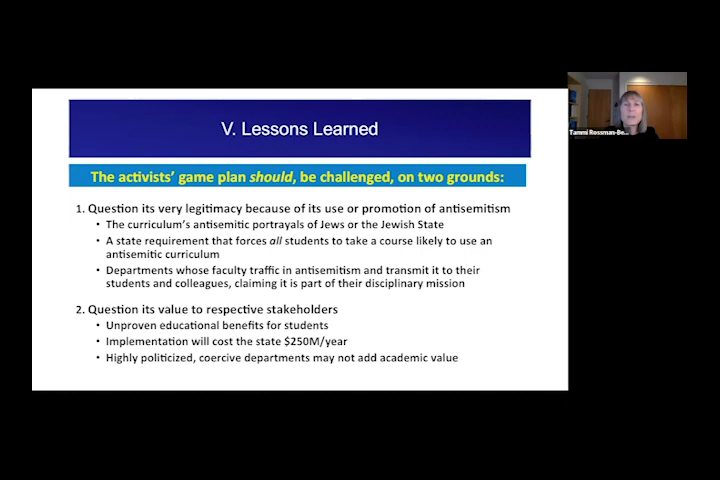 V. Lessons Learned
The activists' game plan should, be challenged, on two grounds:
1. Question its very legitimacy because of its use or promotion of antisemitism
• The curriculum's antisemitic portrayals of Jews or the Jewish State
• A state requirement that forces all students to take a course likely to use an
antisemitic curriculum
• Departments whose faculty traffic in antisemitism and transmit it to their
students and colleagues, claiming it is part of their disciplinary mission
2. Question its value to respective stakeholders
• Unproven educational benefits for students
• Implementation will cost the state $250M/year
• Highly politicized, coercive departments may not add academic value
Tammi Rossman-Be...